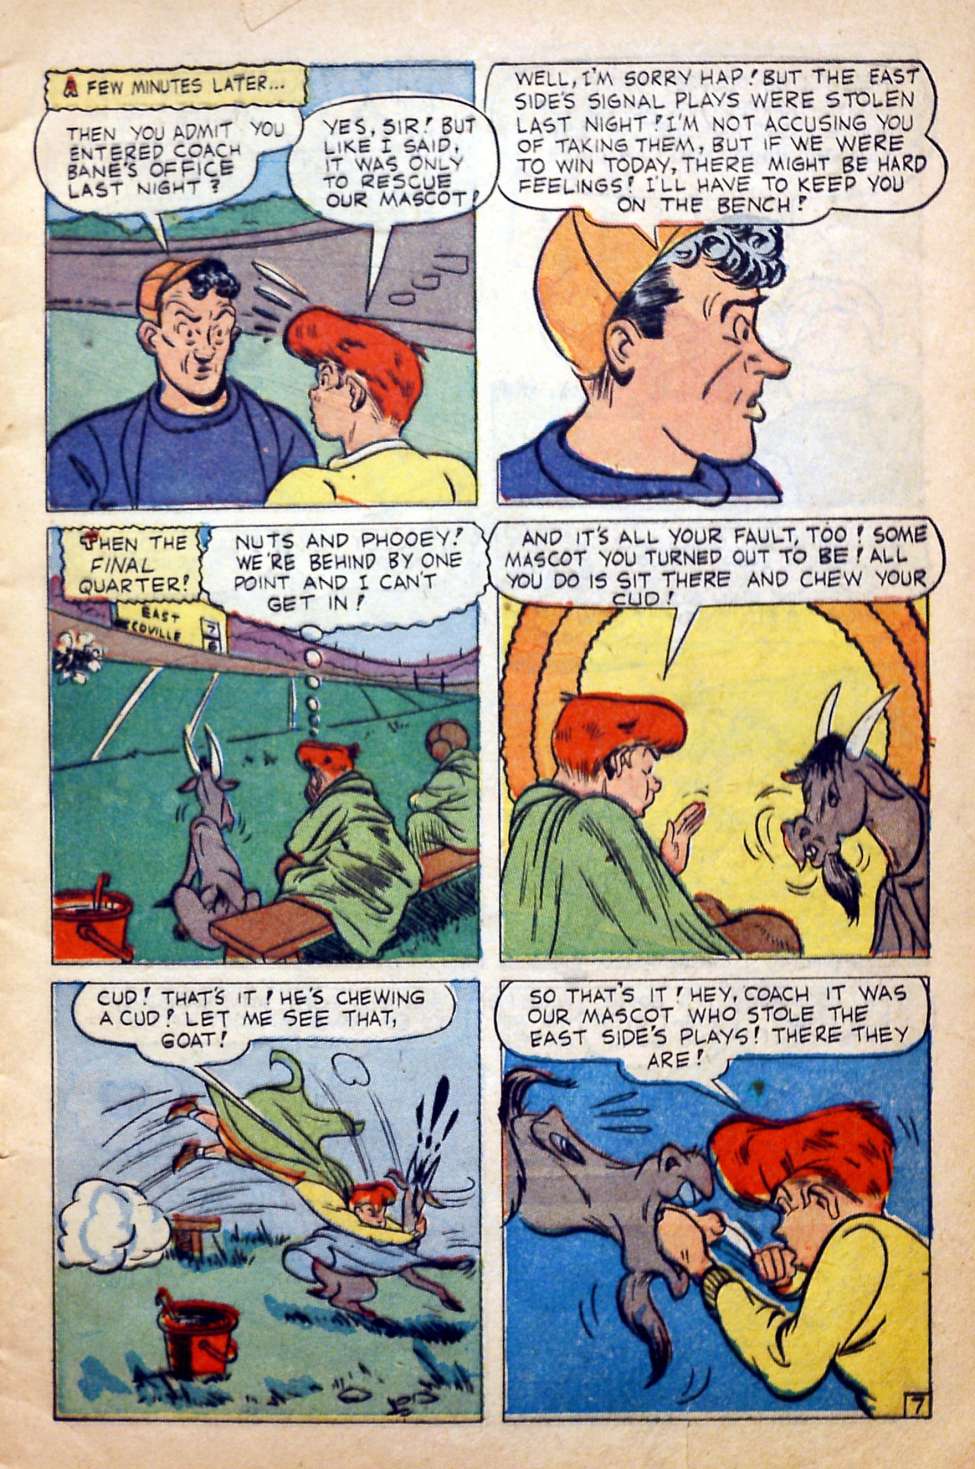 A FEW MINUTES LATER...
THEN YOU ADMIT YOU
ENTERED COACH
BANE'S OFFICE
LAST NIGHT?
YES, SIR! BUT
LIKE I SAID,
IT WAS ONLY
TO RESCUE
OUR MASCOT!
WELL, I'M SORRY HAP! BUT THE EAST
SIDE'S SIGNAL PLAYS WERE STOLEN
LAST NIGHT! I'M NOT ACCUSING YOU
OF TAKING THEM, BUT IF WE WERE
TO WIN TODAY, THERE MIGHT BE HARD
FEELINGS! I'LL HAVE TO KEEP YOU
ON THE BENCH!
THEN THE
FINAL
QUARTER!
NUTS AND PHOOEY!
WE'RE BEHIND BY ONE
POINT AND I CAN'T
GET IN!
EAST 7
COVILLE 6
AND IT'S ALL YOUR FAULT, TOO! SOME
MASCOT YOU TURNED OUT TO BE! ALL
YOU DO IS SIT THERE AND CHEW YOUR
CUD!
CUD! THAT'S IT! HE'S CHEWING
A CUD! LET ME SEE THAT,
GOAT!
SO THAT'S IT! HEY, COACH IT WAS
OUR MASCOT WHO STOLE THE
EAST SIDE'S PLAYS! THERE THEY
ARE!
7